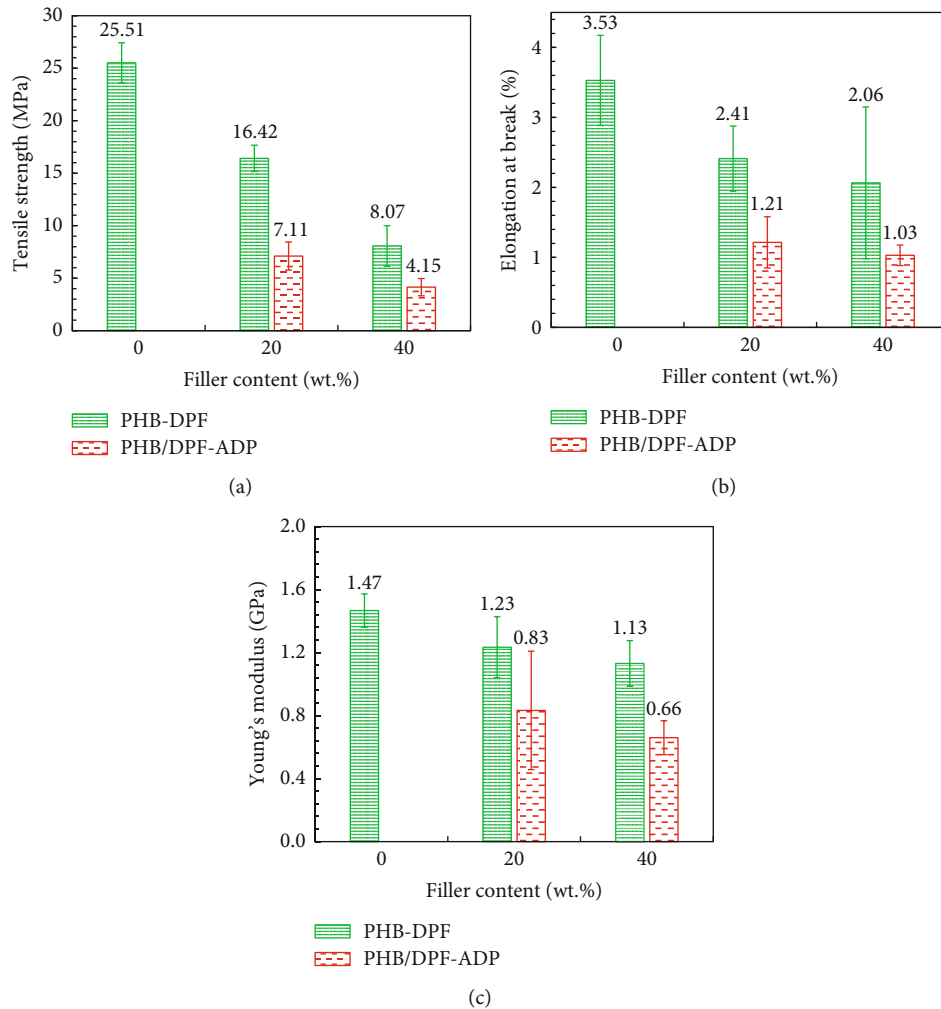 30
25
20
15
10
5
0
Tensile strength (MPa)
25.51
16.42
7.11
8.07
4.15
0 20 40
Filler content (wt.%)
PHB-DPF
PHB/DPF-ADP
(a)
4
3
2
1
0
Elongation at break (%)
3.53
2.41
1.21
2.06
1.03
0 20 40
Filler content (wt.%)
PHB-DPF
PHB/DPF-ADP
(b)
2.0
1.6
1.2
0.8
0.4
0.0
Young's modulus (GPa)
1.47
1.23
0.83
1.13
0.66
0 20 40
Filler content (wt.%)
PHB-DPF
PHB/DPF-ADP
(c)